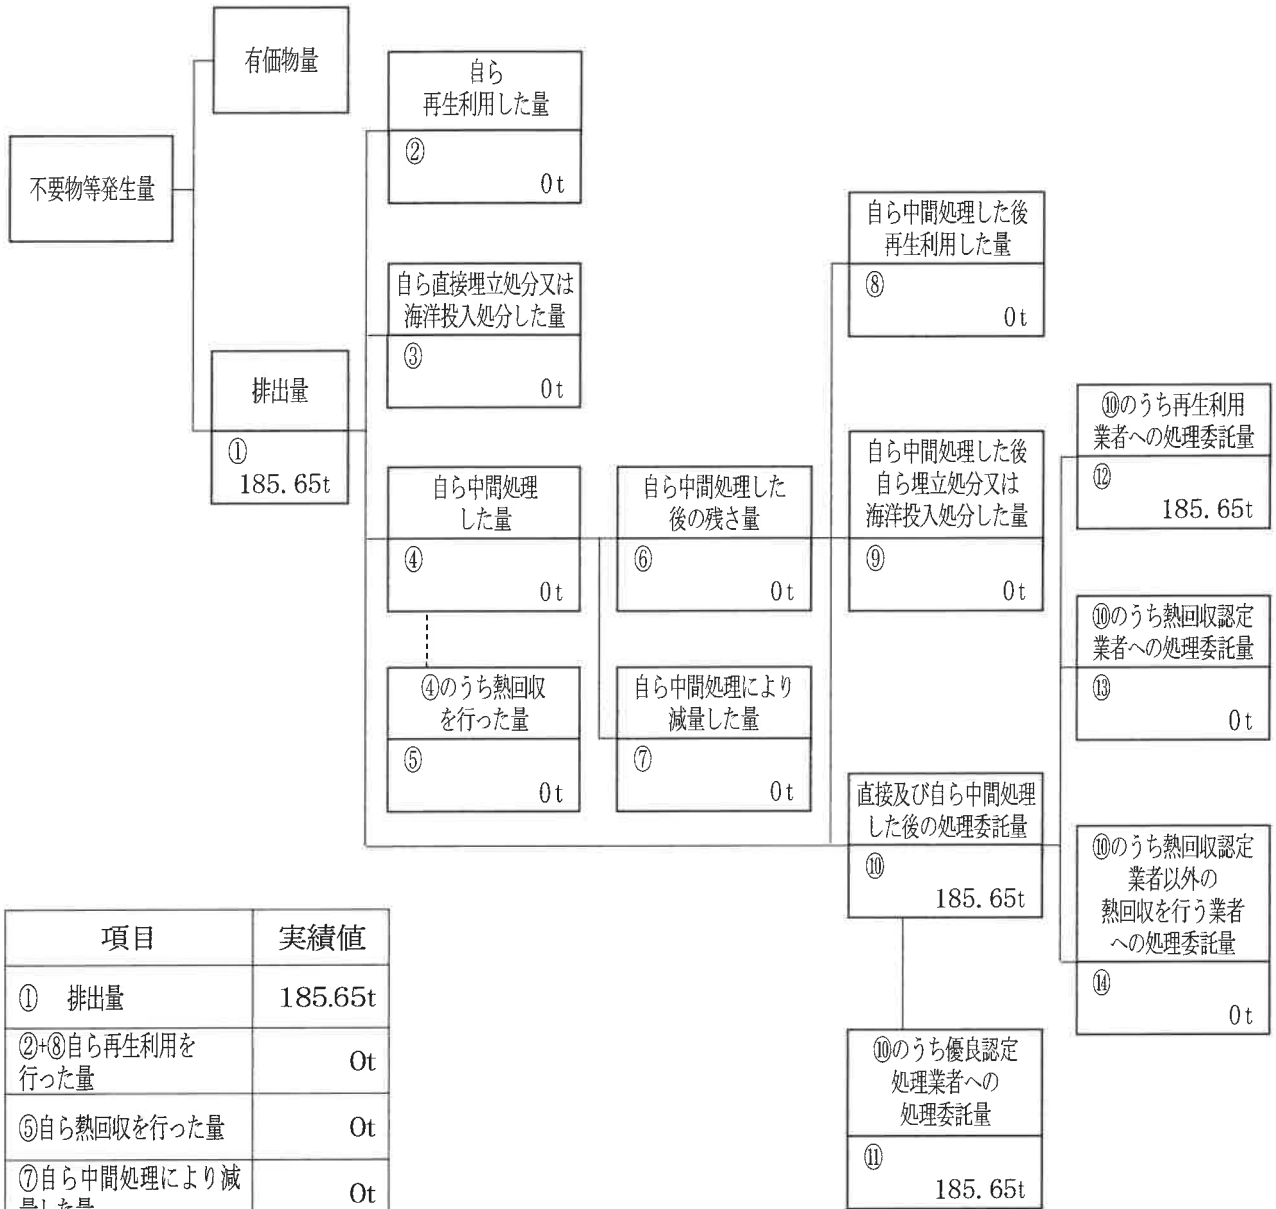 有価物量
不要物等発生量
排出量
①
185.65t
自ら
再生利用した量
②
0t
自ら直接埋立処分又は
海洋投入処分した量
③
0t
自ら中間処理
した量
④
0t
④のうち熱回収
を行った量
⑤
0t
自ら中間処理した
後の残さ量
⑥
0t
自ら中間処理により
減量した量
⑦
0t
自ら中間処理した後
再生利用した量
⑧
0t
自ら中間処理した後
自ら埋立処分又は
海洋投入処分した量
⑨
0t
直接及び自ら中間処理
した後の処理委託量
⑩
185.65t
⑩のうち優良認定
処理業者への
処理委託量
⑪
185.65t
⑩のうち再生利用
業者への処理委託量
⑫
185.65t
⑩のうち熱回収認定
業者への処理委託量
⑬
0t
⑩のうち熱回収認定
業者以外の
熱回収を行う業者
への処理委託量
⑭
0t
項目 実績値
① 排出量 185.65t
②+⑧自ら再生利用を
行った量 0t
⑤自ら熱回収を行った量 0t
⑦自ら中間処理により減
量した量 0t